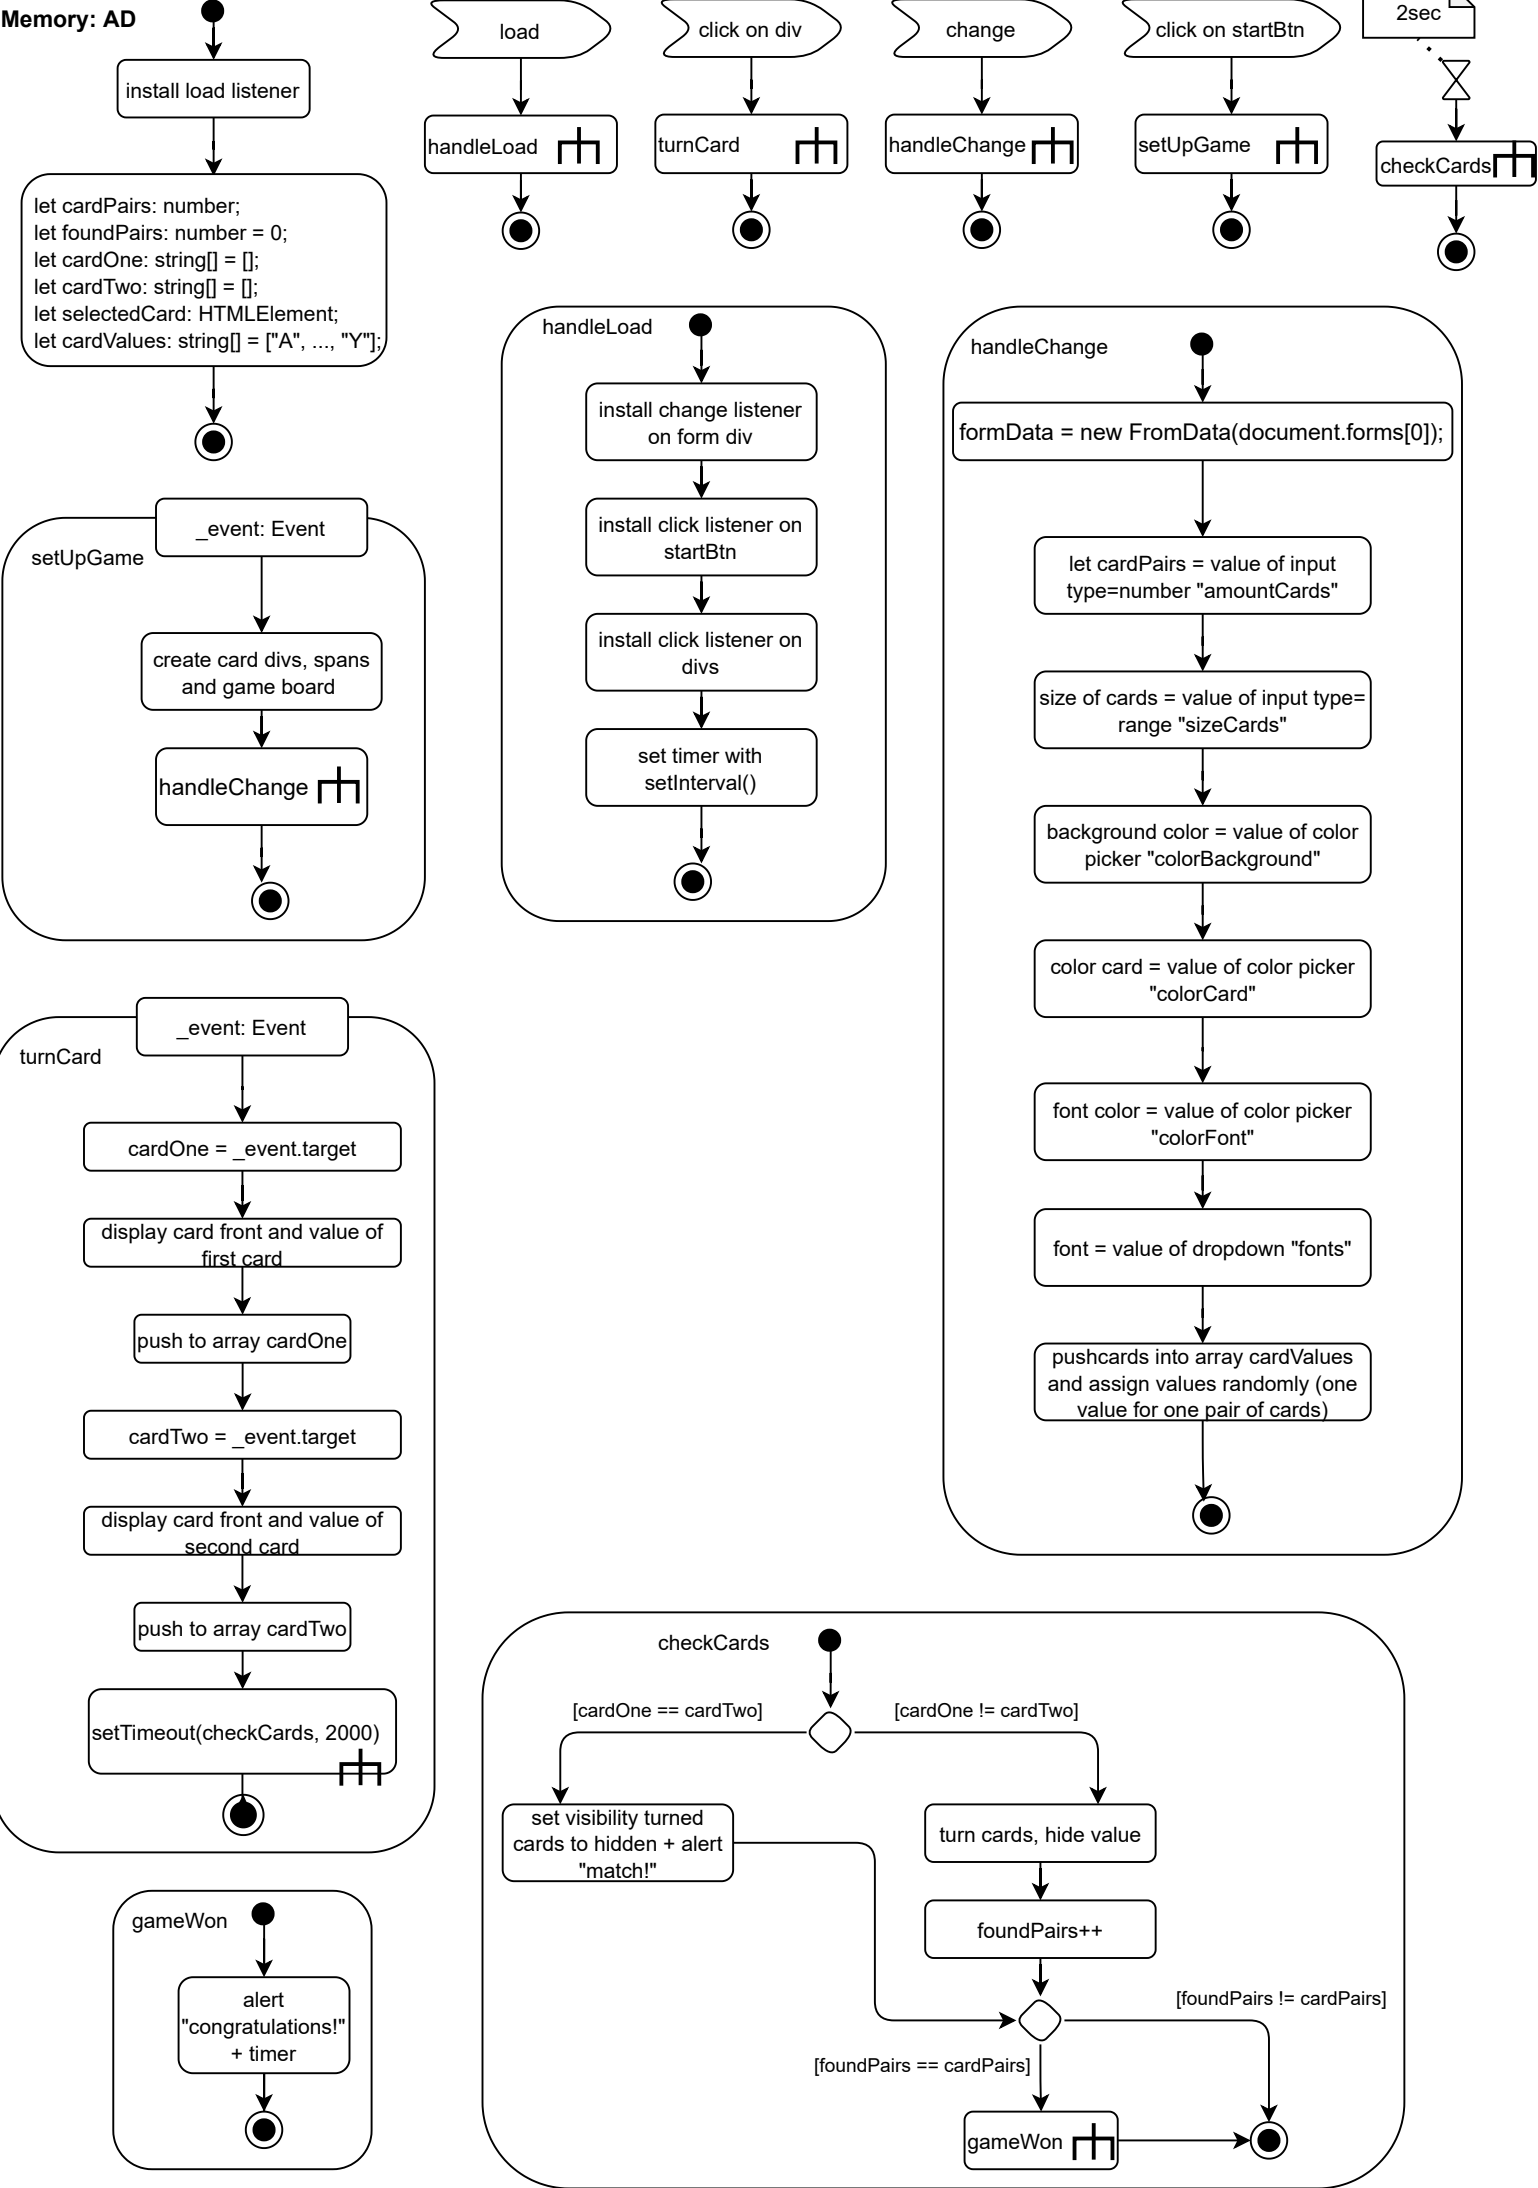 Memory: AD
install load listener
let cardPairs: number;
let foundPairs: number = 0;
let cardOne: string[] = [];
let cardTwo: string[] = [];
let selectedCard: HTMLElement;
let cardValues: string[] = ["A", ..., "Y"];
load
handleLoad
click on div
turnCard
change
handleChange
click on startBtn
setUpGame
2sec
checkCards
setUpGame
_event: Event
create card divs, spans
and game board
handleChange
handleLoad
install change listener
on form div
install click listener on
startBtn
install click listener on
divs
set timer with
setInterval()
handleChange
formData = new FromData(document.forms[0]);
let cardPairs = value of input
type=number "amountCards"
size of cards = value of input type=
range "sizeCards"
background color = value of color
picker "colorBackground"
color card = value of color picker
"colorCard"
font color = value of color picker
"colorFont"
font = value of dropdown "fonts"
pushcards into array cardValues
and assign values randomly (one
value for one pair of cards)
turnCard
_event: Event
cardOne = _event.target
display card front and value of
first card
push to array cardOne
cardTwo = _event.target
display card front and value of
second card
push to array cardTwo
setTimeout(checkCards, 2000)
checkCards
[cardOne == cardTwo]
[cardOne != cardTwo]
set visibility turned
cards to hidden + alert
"match!"
turn cards, hide value
foundPairs++
[foundPairs != cardPairs]
[foundPairs == cardPairs]
gameWon
gameWon
alert
"congratulations!"
+ timer